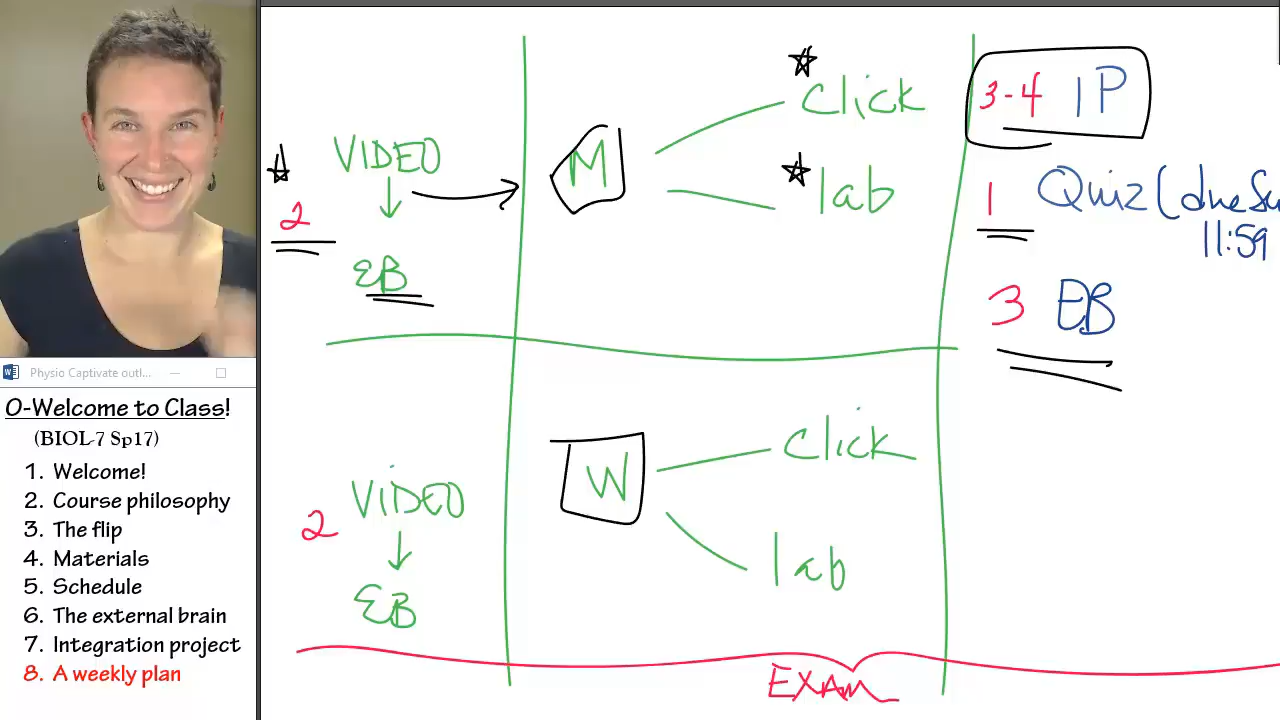 Physio Captivate outl...
O-Welcome to Class!
(BIOL-7 Sp17)
1. Welcome!
2. Course philosophy
3. The flip
4. Materials
5. Schedule
6. The external brain
7. Integration project
8. A weekly plan
VIDEO
2
EB
M
click
lab
3-4 IP
1 Quiz (due Su
11:59
3 EB
2 VIDEO
EB
W
click
lab
EXAM